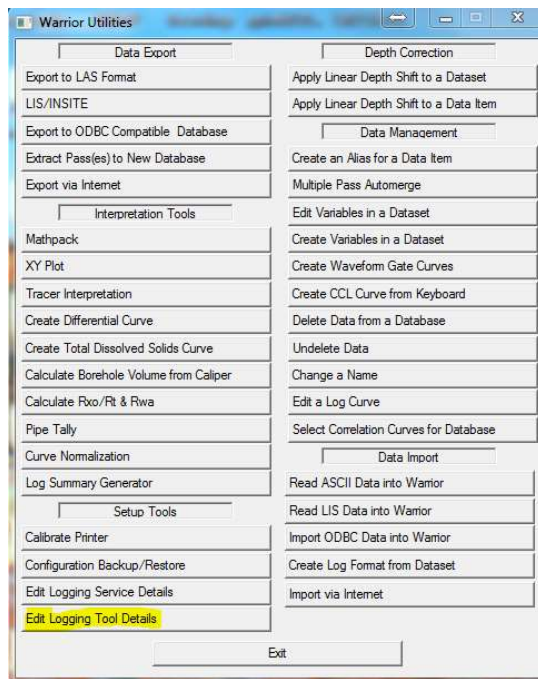 Warrior Utilities
Data Export
Export to LAS Format
LIS/INSITE
Export to ODBC Compatible Database
Extract Pass(es) to New Database
Export via Internet
Interpretation Tools
Mathpack
XY Plot
Tracer Interpretation
Create Differential Curve
Create Total Dissolved Solids Curve
Calculate Borehole Volume from Caliper
Calculate Rxo/Rt & Rwa
Pipe Tally
Curve Normalization
Log Summary Generator
Setup Tools
Calibrate Printer
Configuration Backup/Restore
Edit Logging Service Details
Edit Logging Tool Details
Depth Correction
Apply Linear Depth Shift to a Dataset
Apply Linear Depth Shift to a Data Item
Data Management
Create an Alias for a Data Item
Multiple Pass Automerge
Edit Variables in a Dataset
Create Variables in a Dataset
Create Waveform Gate Curves
Create CCL Curve from Keyboard
Delete Data from a Database
Undelete Data
Change a Name
Edit a Log Curve
Select Correlation Curves for Database
Data Import
Read ASCII Data into Warrior
Read LIS Data into Warrior
Import ODBC Data into Warrior
Create Log Format from Dataset
Import via Internet
Exit